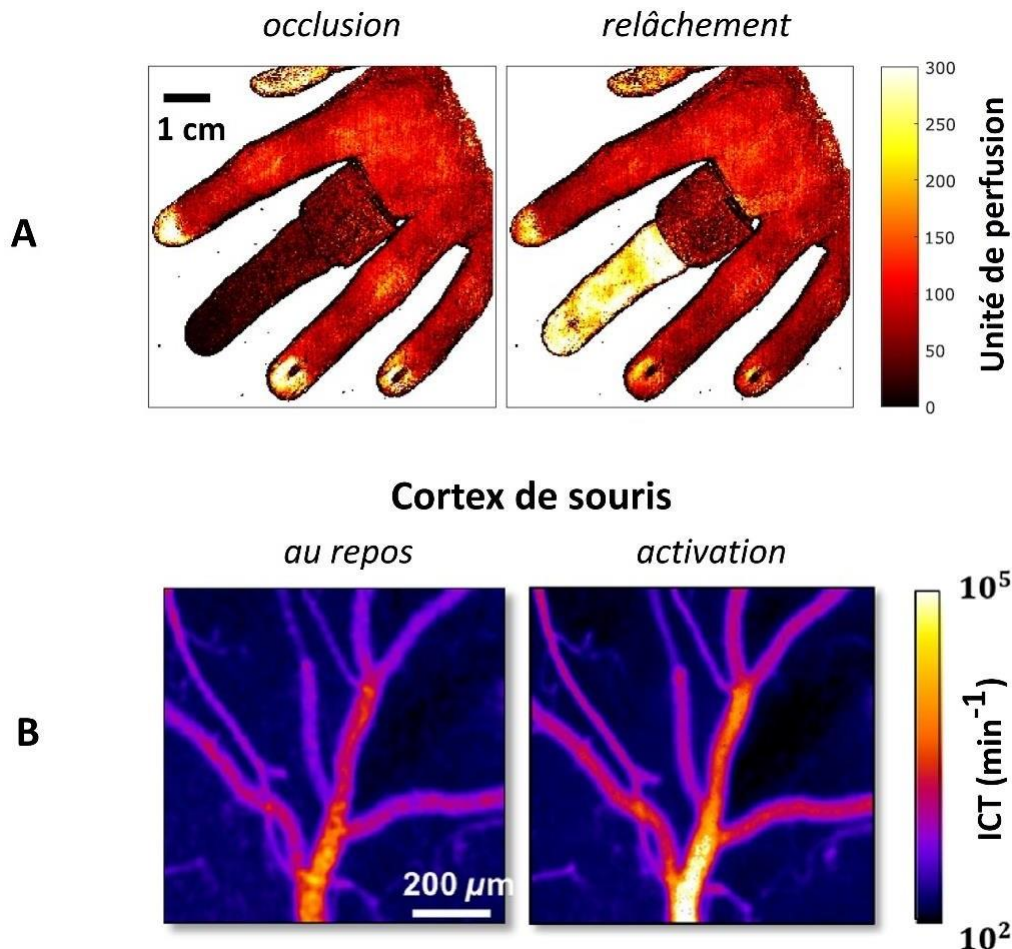 occlusion
relâchement
1 cm
A
300
250
200
150
100
50
0
Unité de perfusion
Cortex de souris
au repos
activation
B
200 µm
10⁵
ICT (min⁻¹)
10²